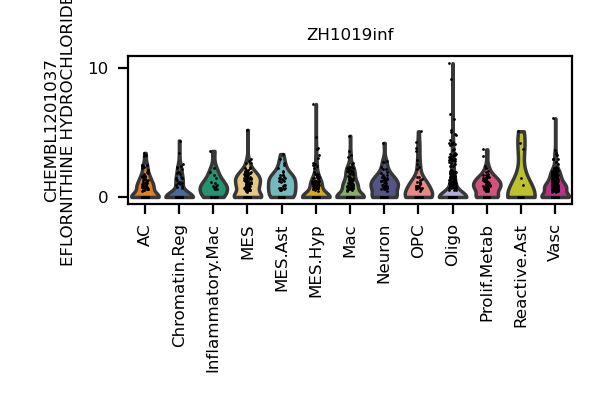 ZH1019inf
CHEMBL1201037
EFLORNITHINE HYDROCHLORIDE
10
0
AC
Chromatin.Reg
Inflammatory.Mac
MES
MES.Ast
MES.Hyp
Mac
Neuron
OPC
Oligo
Prolif.Metab
Reactive.Ast
Vasc